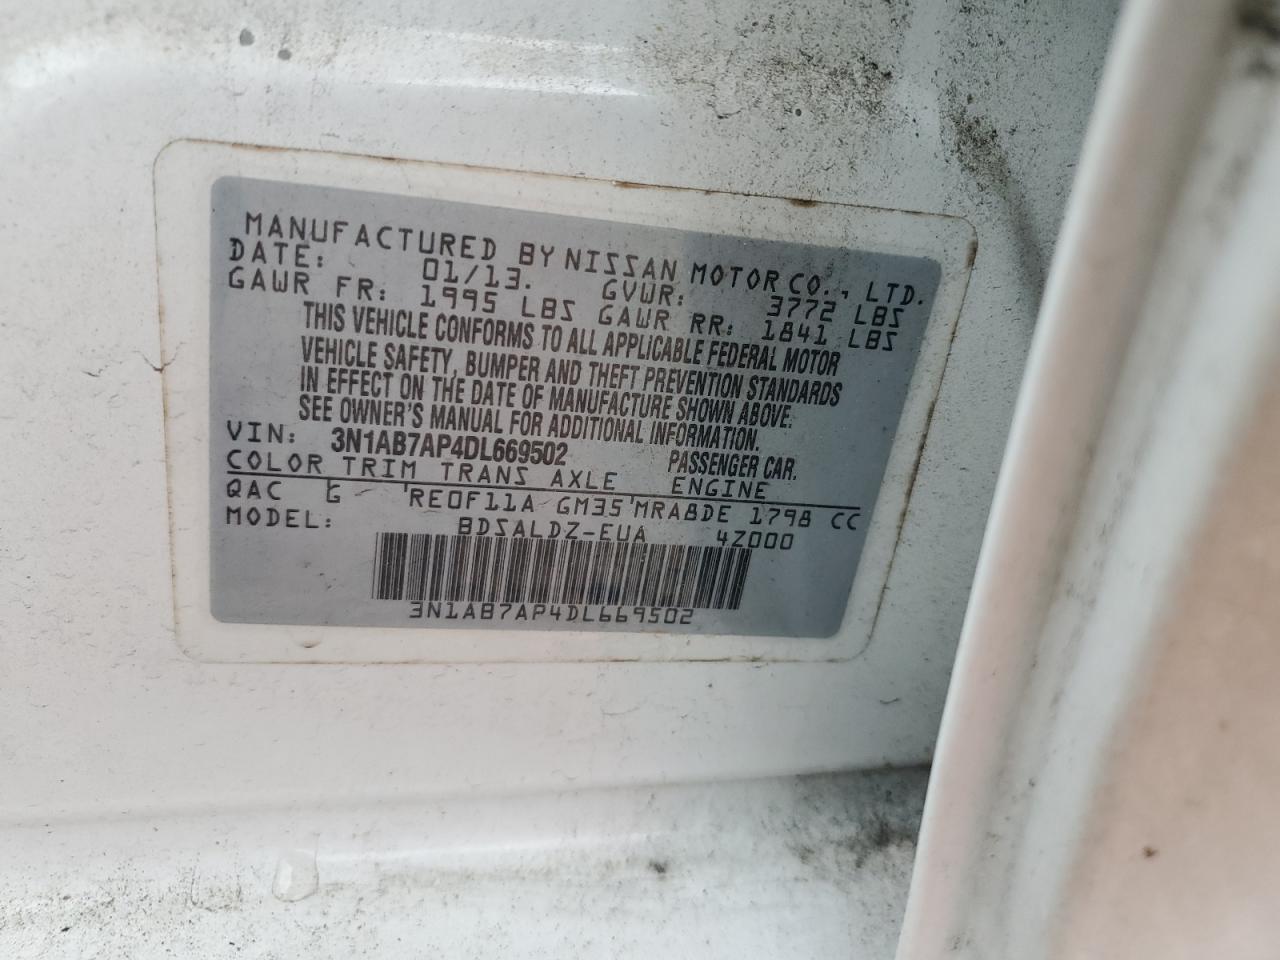 MANUFACTURED BY NISSAN MOTOR CO., LTD.
DATE: 01/13. GVWR: 3772 LBS
GAWR FR: 1995 LBS GAWR RR: 1841 LBS
THIS VEHICLE CONFORMS TO ALL APPLICABLE FEDERAL MOTOR
VEHICLE SAFETY, BUMPER AND THEFT PREVENTION STANDARDS
IN EFFECT ON THE DATE OF MANUFACTURE SHOWN ABOVE.
SEE OWNER'S MANUAL FOR ADDITIONAL INFORMATION.
VIN: 3N1AB7AP4DL669502 PASSENGER CAR.
COLOR TRIM TRANS AXLE ENGINE
QAC G RE0F11A GM35 MRA8DE 1798 CC
MODEL: BDSALDZ-EUA 4Z000
3N1AB7AP4DL669502